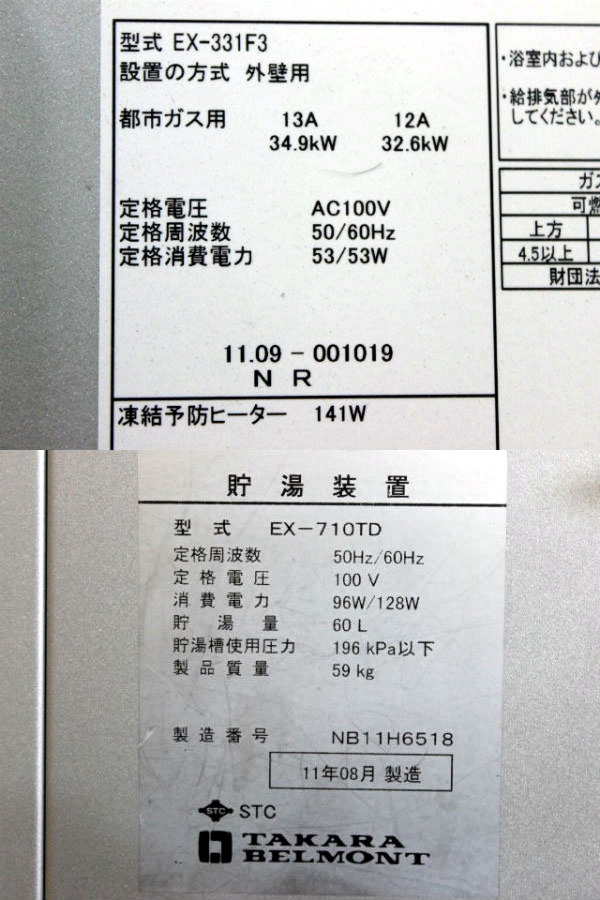 型式 EX-331F3
設置の方式 外壁用
都市ガス用 13A 12A
34.9kW 32.6kW
定格電圧 AC100V
定格周波数 50/60Hz
定格消費電力 53/53W
11.09 - 001019
N R
凍結予防ヒーター 141W
・浴室内および
・給排気部が
してください。
ガス
可燃
上方
4.5以上
財団法
貯湯装置
型式 EX-710TD
定格周波数 50Hz/60Hz
定格電圧 100 V
消費電力 96W/128W
貯湯量 60 L
貯湯槽使用圧力 196 kPa以下
製品質量 59 kg
製造番号 NB11H6518
11年08月 製造
STC STC
TAKARA
BELMONT